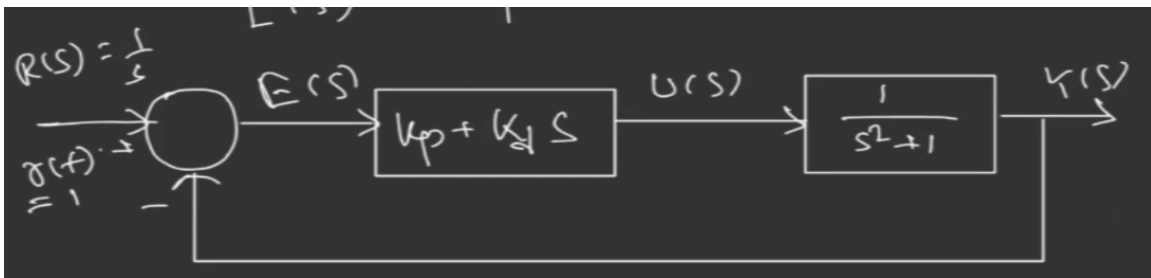 R(S) = 1/s
r(t)
= 1
+
−
E(S)
Kp + Kd S
U(S)
1/(s²+1)
Y(S)